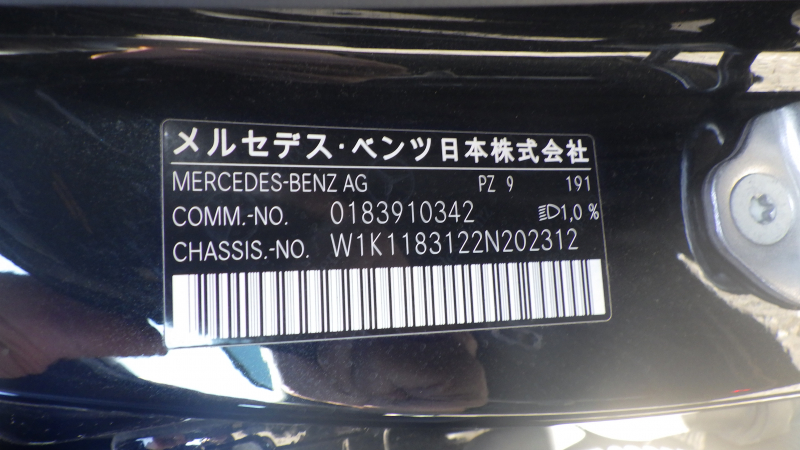 メルセデス・ベンツ日本株式会社
MERCEDES-BENZ AG PZ 9 191
COMM.-NO. 0183910342 1,0 %
CHASSIS.-NO. W1K1183122N202312